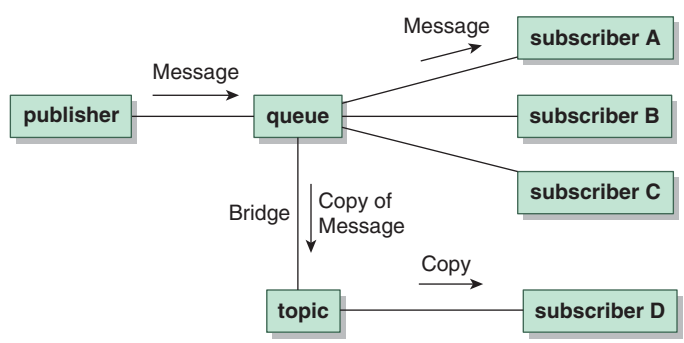 Message
subscriber A
Message
publisher
queue
subscriber B
subscriber C
Bridge
Copy of
Message
Copy
topic
subscriber D